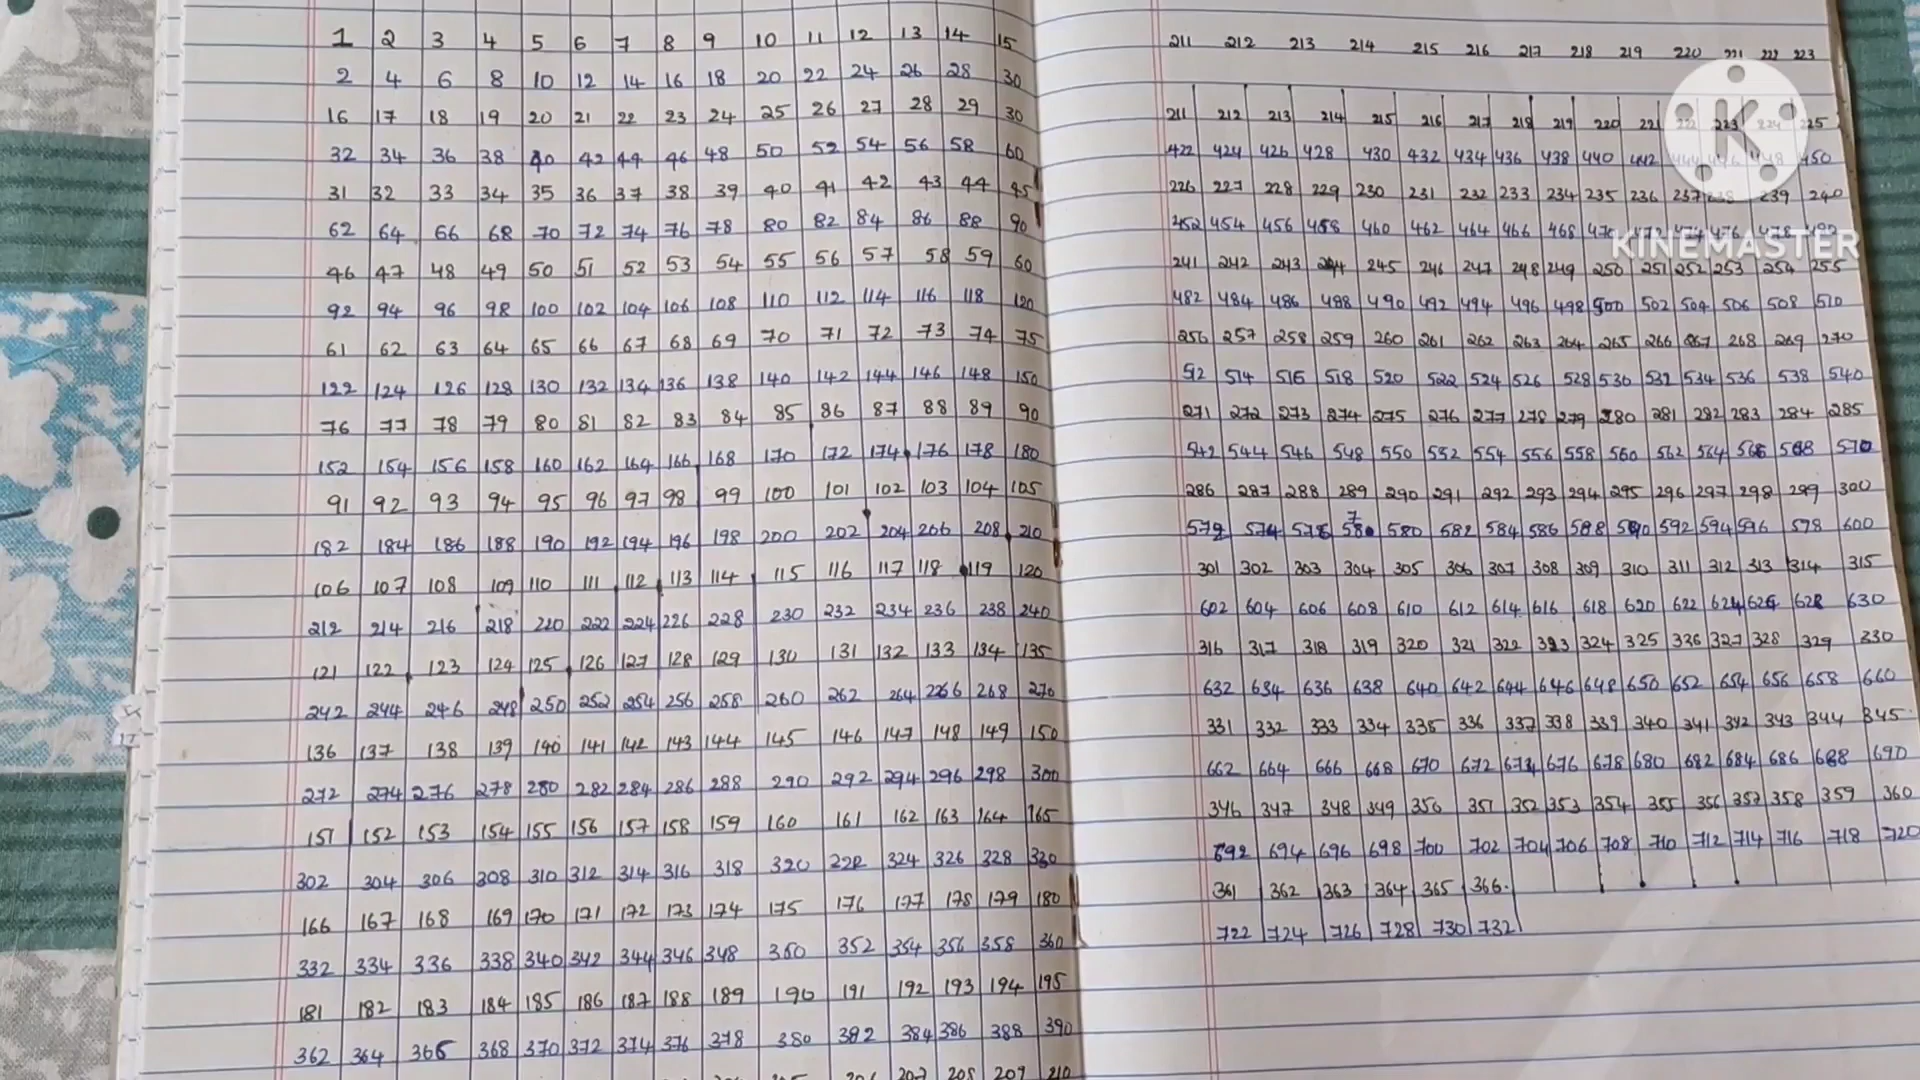 1 2 3 4 5 6 7 8 9 10 11 12 13 14 15
2 4 6 8 10 12 14 16 18 20 22 24 26 28 30
16 17 18 19 20 21 22 23 24 25 26 27 28 29 30
32 34 36 38 40 42 44 46 48 50 52 54 56 58 60
31 32 33 34 35 36 37 38 39 40 41 42 43 44 45
62 64 66 68 70 72 74 76 78 80 82 84 86 88 90
46 47 48 49 50 51 52 53 54 55 56 57 58 59 60
92 94 96 98 100 102 104 106 108 110 112 114 116 118 120
61 62 63 64 65 66 67 68 69 70 71 72 73 74 75
122 124 126 128 130 132 134 136 138 140 142 144 146 148 150
76 77 78 79 80 81 82 83 84 85 86 87 88 89 90
152 154 156 158 160 162 164 166 168 170 172 174 176 178 180
91 92 93 94 95 96 97 98 99 100 101 102 103 104 105
182 184 186 188 190 192 194 196 198 200 202 204 206 208 210
106 107 108 109 110 111 112 113 114 115 116 117 118 119 120
212 214 216 218 220 222 224 226 228 230 232 234 236 238 240
121 122 123 124 125 126 127 128 129 130 131 132 133 134 135
242 244 246 248 250 252 254 256 258 260 262 264 266 268 270
136 137 138 139 140 141 142 143 144 145 146 147 148 149 150
272 274 276 278 280 282 284 286 288 290 292 294 296 298 300
151 152 153 154 155 156 157 158 159 160 161 162 163 164 165
302 304 306 308 310 312 314 316 318 320 322 324 326 328 330
166 167 168 169 170 171 172 173 174 175 176 177 178 179 180
332 334 336 338 340 342 344 346 348 350 352 354 356 358 360
181 182 183 184 185 186 187 188 189 190 191 192 193 194 195
362 364 366 368 370 372 374 376 378 380 382 384 386 388 390
207 208 209 210
211 212 213 214 215 216 217 218 219 220 221 222 223
211 212 213 214 215 216 217 218 219 220 221 222 223 224 225
422 424 426 428 430 432 434 436 438 440 442 444 446 448 450
226 227 228 229 230 231 232 233 234 235 236 237 238 239 240
452 454 456 458 460 462 464 466 468 476 478
241 242 243 244 245 246 247 248 249 250 251 252 253 254 255
482 484 486 488 490 492 494 496 498 500 502 504 506 508 510
256 257 258 259 260 261 262 263 264 265 266 267 268 269 270
512 514 516 518 520 522 524 526 528 530 532 534 536 538 540
271 272 273 274 275 276 277 278 279 280 281 282 283 284 285
542 544 546 548 550 552 554 556 558 560 562 564 566 568 570
286 287 288 289 290 291 292 293 294 295 296 297 298 299 300
572 574 576 580 582 584 586 588 590 592 594 596 598 600
301 302 303 304 305 306 307 308 309 310 311 312 313 314 315
602 604 606 608 610 612 614 616 618 620 622 624 626 628 630
316 317 318 319 320 321 322 323 324 325 336 327 328 329 330
632 634 636 638 640 642 644 646 648 650 652 654 656 658 660
331 332 333 334 335 336 337 338 339 340 341 342 343 344 345
662 664 666 668 670 672 674 676 678 680 682 684 686 688 690
346 347 348 349 350 351 352 353 354 355 356 357 358 359 360
692 694 696 698 700 702 704 706 708 710 712 714 716 718 720
361 362 363 364 365 366
722 724 726 728 730 732
K
KINEMASTER